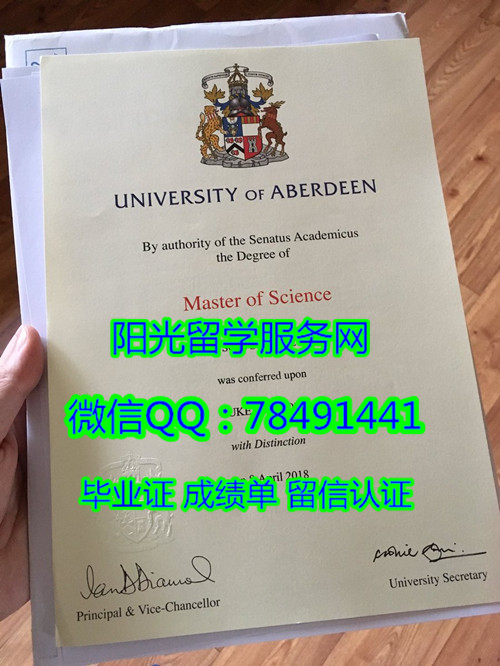 UNIVERSITY OF ABERDEEN
By authority of the Senatus Academicus
the Degree of
Master of Science
阳光留学服务网
was conferred upon
微信QQ：78491441
with Distinction
April 2018
毕业证 成绩单 留信认证
Principal & Vice-Chancellor
University Secretary